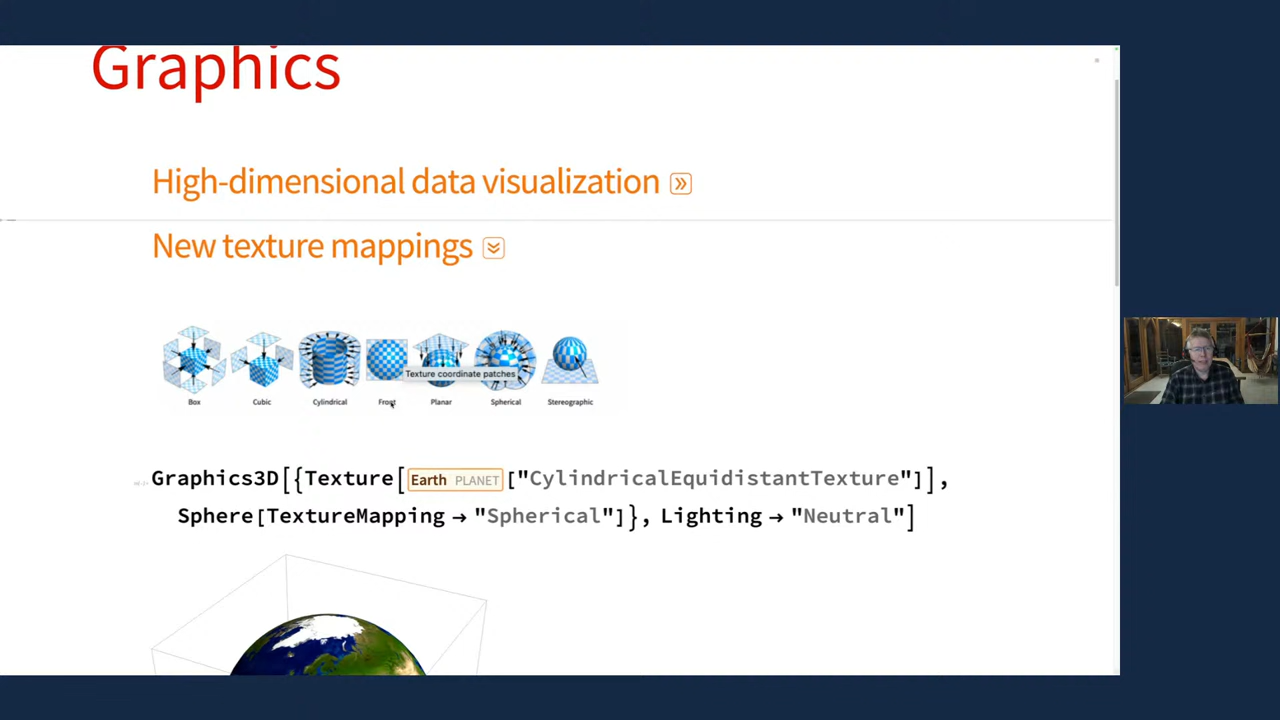 Graphics
High-dimensional data visualization
New texture mappings
Texture coordinate patches
Box Cubic Cylindrical Front Planar Spherical Stereographic
Graphics3D[{Texture[Earth PLANET ["CylindricalEquidistantTexture"]],
Sphere[TextureMapping → "Spherical"]}, Lighting → "Neutral"]